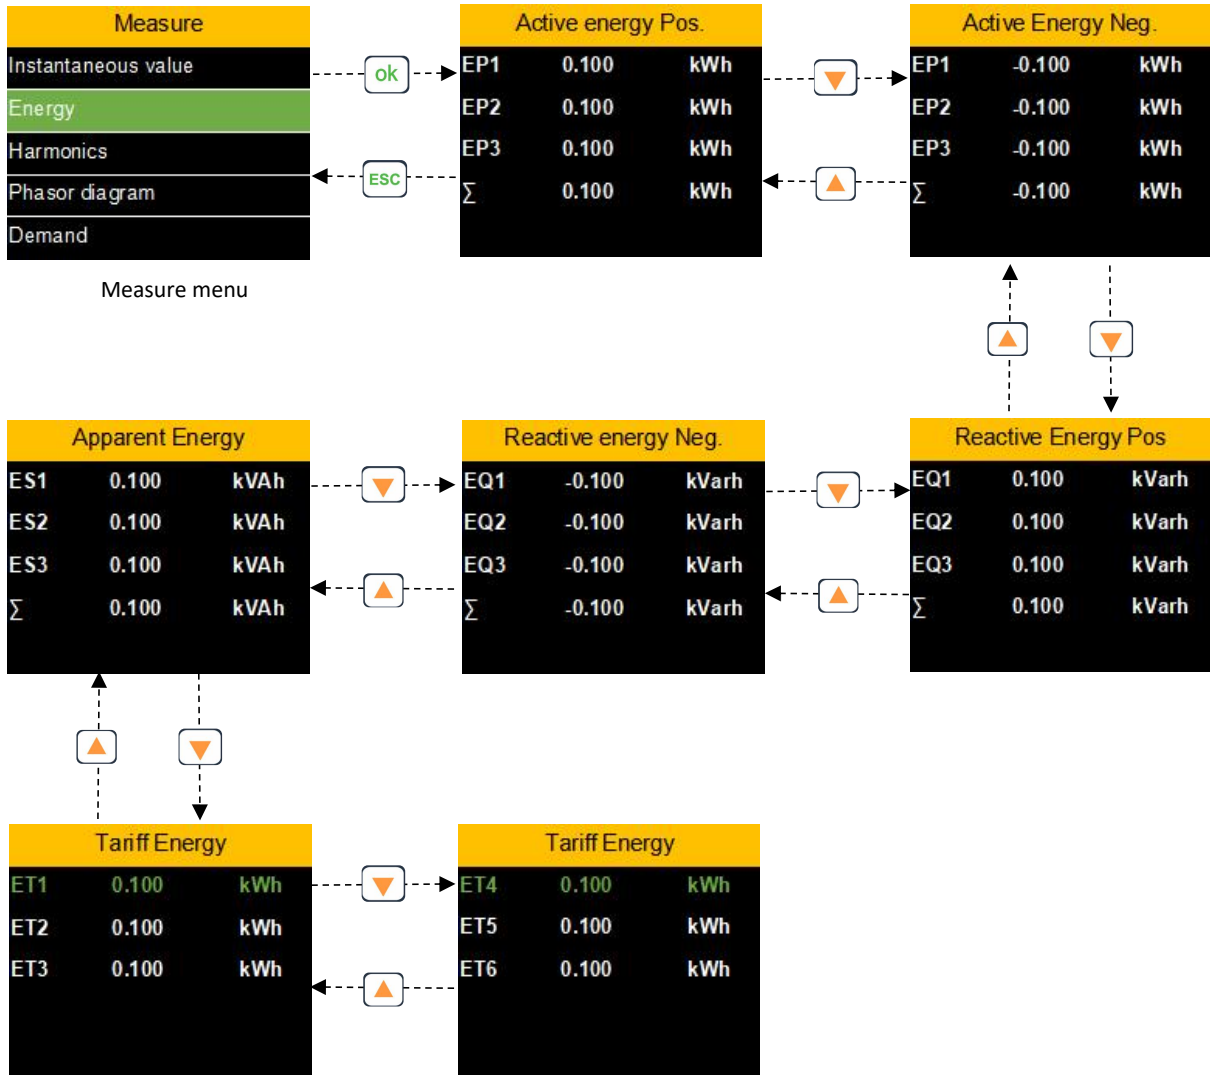 Measure
Instantaneous value
Energy
Harmonics
Phasor diagram
Demand
Measure menu
ok
ESC
Active energy Pos.
EP1 0.100 kWh
EP2 0.100 kWh
EP3 0.100 kWh
∑ 0.100 kWh
Active Energy Neg.
EP1 -0.100 kWh
EP2 -0.100 kWh
EP3 -0.100 kWh
∑ -0.100 kWh
Apparent Energy
ES1 0.100 kVAh
ES2 0.100 kVAh
ES3 0.100 kVAh
∑ 0.100 kVAh
Reactive energy Neg.
EQ1 -0.100 kVarh
EQ2 -0.100 kVarh
EQ3 -0.100 kVarh
∑ -0.100 kVarh
Reactive Energy Pos
EQ1 0.100 kVarh
EQ2 0.100 kVarh
EQ3 0.100 kVarh
∑ 0.100 kVarh
Tariff Energy
ET1 0.100 kWh
ET2 0.100 kWh
ET3 0.100 kWh
Tariff Energy
ET4 0.100 kWh
ET5 0.100 kWh
ET6 0.100 kWh